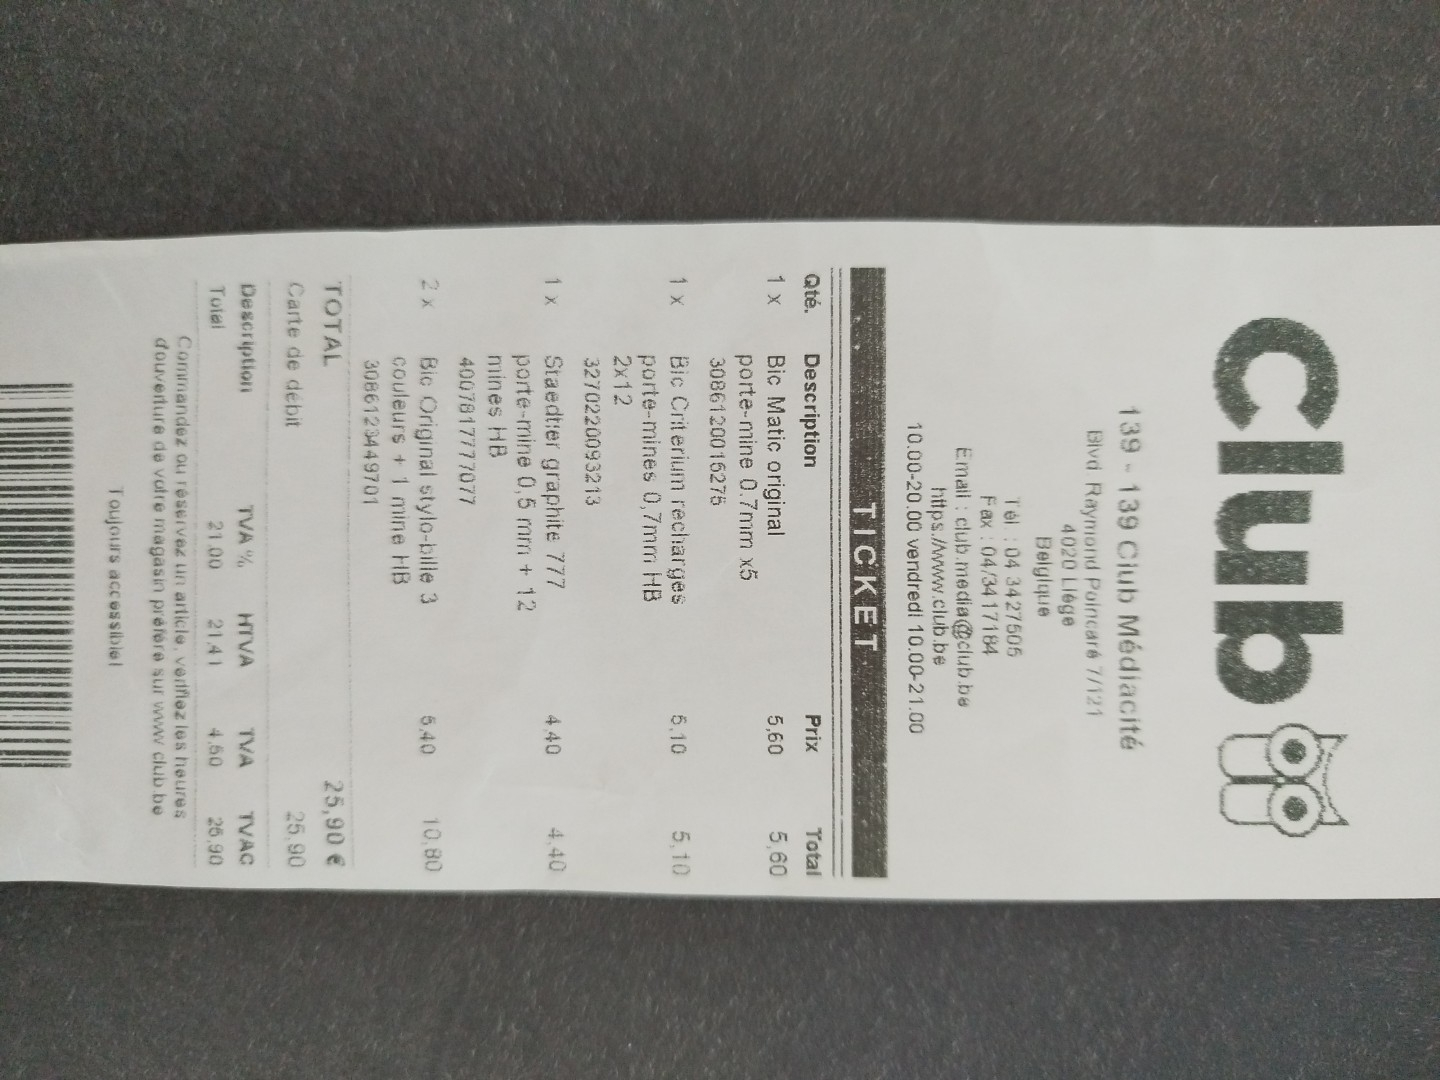 club
139 - 139 Club Médiacité
Blvd Raymond Poincaré 7/121
4020 Liège
Belgique
Tél : 04 3427505
Fax : 04/3417184
Email : club.media@club.be
https://www.club.be
10.00-20.00 vendredi 10.00-21.00
TICKET
Qté. Description Prix Total
1 x Bic Matic original 5,60 5,60
porte-mine 0.7mm x5
3086120016275
1 x Bic Criterium recharges 5,10 5,10
porte-mines 0,7mm HB
2x12
3270220093213
1 x Staedtler graphite 777 4,40 4,40
porte-mine 0,5 mm + 12
mines HB
4007817777077
2 x Bic Original stylo-bille 3 5,40 10,80
couleurs + 1 mine HB
3086123449701
TOTAL 25,90 €
Carte de débit 25,90
Description TVA % HTVA TVA TVAC
Total 21,00 21,41 4,50 25,90
Commandez ou réservez un article, vérifiez les heures
d'ouverture de votre magasin préféré sur www.club.be
Toujours accessible!